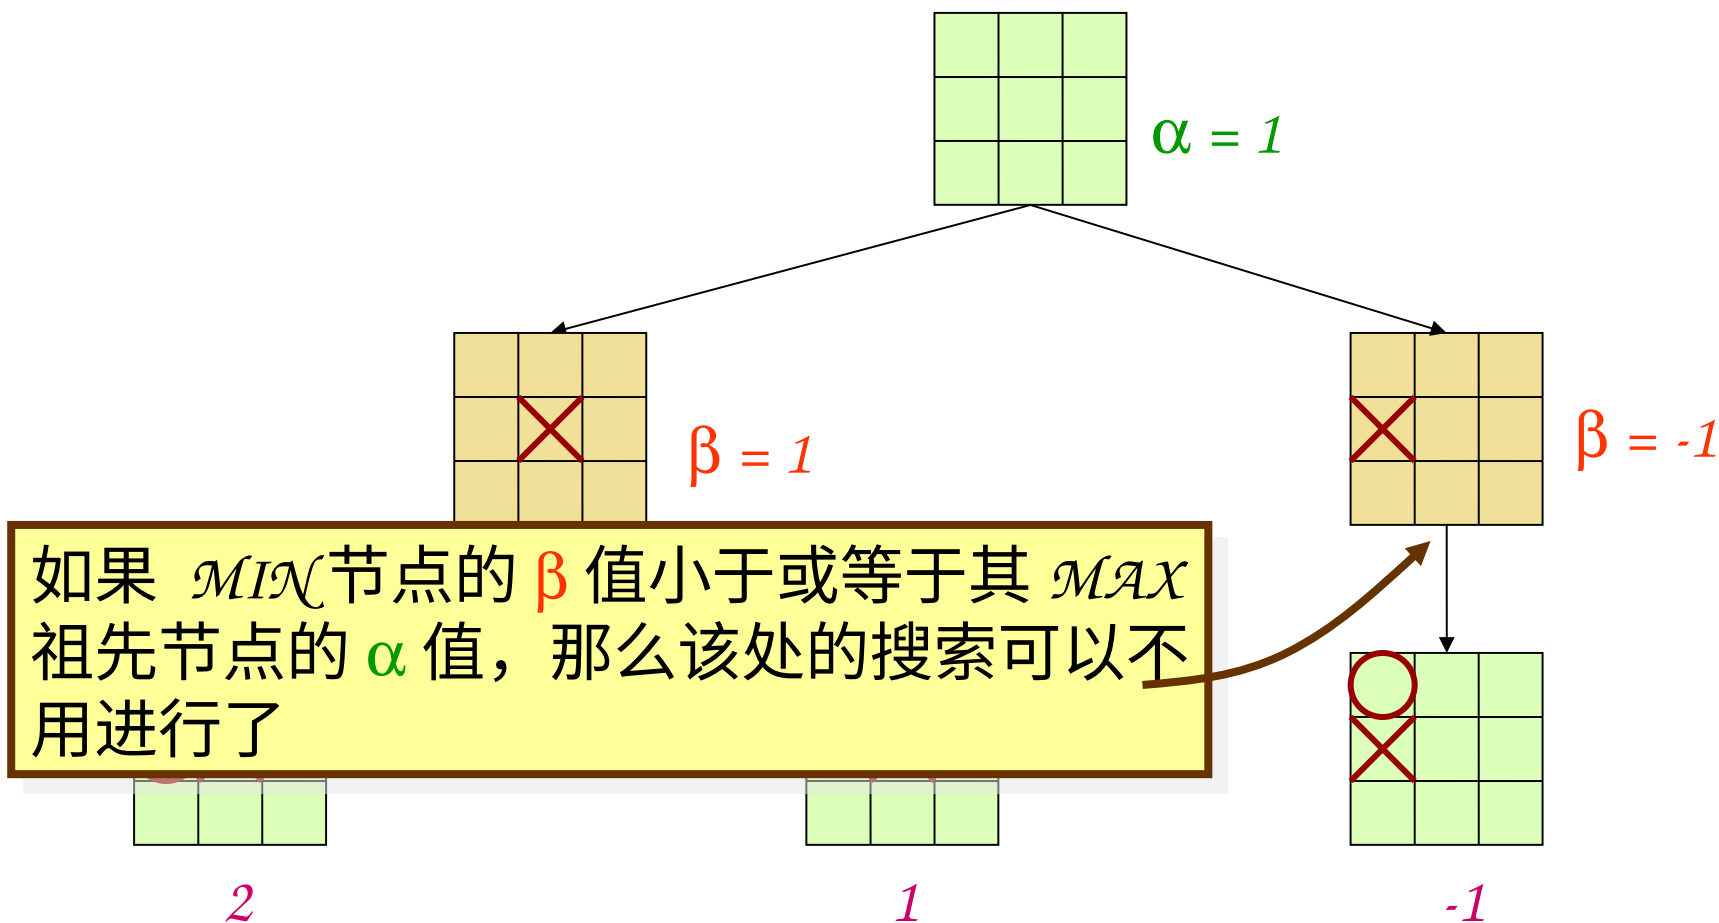 α = 1
β = 1
β = -1
如果 MIN 节点的 β 值小于或等于其 MAX
祖先节点的 α 值，那么该处的搜索可以不
用进行了
2
1
-1